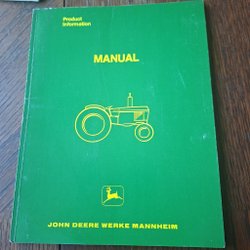 Product
Information
MANUAL
JOHN DEERE WERKE MANNHEIM